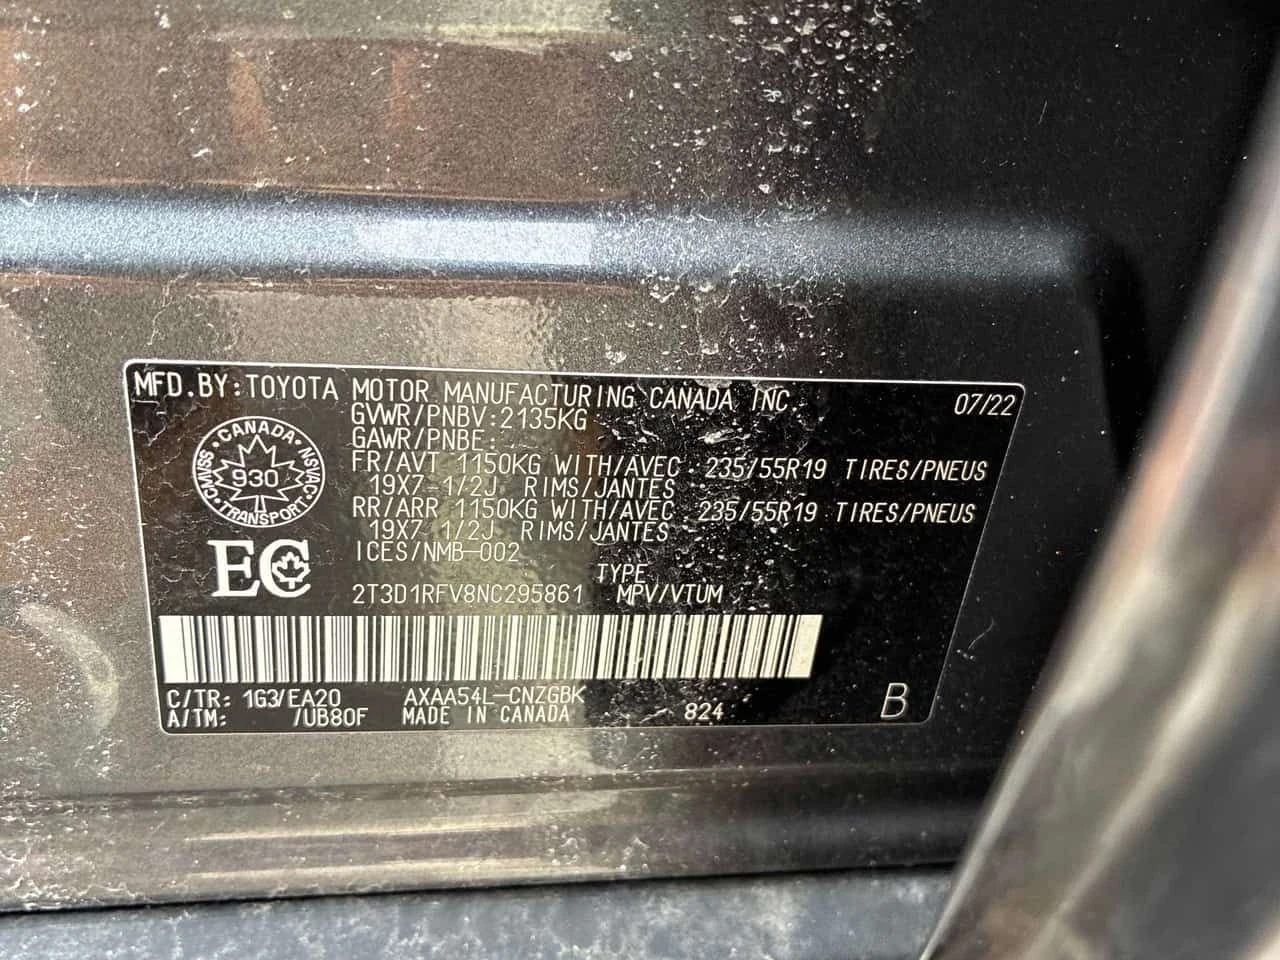 MFD.BY:TOYOTA MOTOR MANUFACTURING CANADA INC. 07/22
GVWR/PNBV:2135KG
GAWR/PNBE:
FR/AVT 1150KG WITH/AVEC 235/55R19 TIRES/PNEUS
19X7-1/2J RIMS/JANTES
RR/ARR 1150KG WITH/AVEC 235/55R19 TIRES/PNEUS
19X7 1/2J RIMS/JANTES
ICES/NMB-002
CANADA
930
TRANSPORT
EC
TYPE
2T3D1RFV8NC295861 MPV/VTUM
C/TR: 1G3/EA20 AXAA54L-CNZGBK
A/TM: /UB80F MADE IN CANADA 824 B